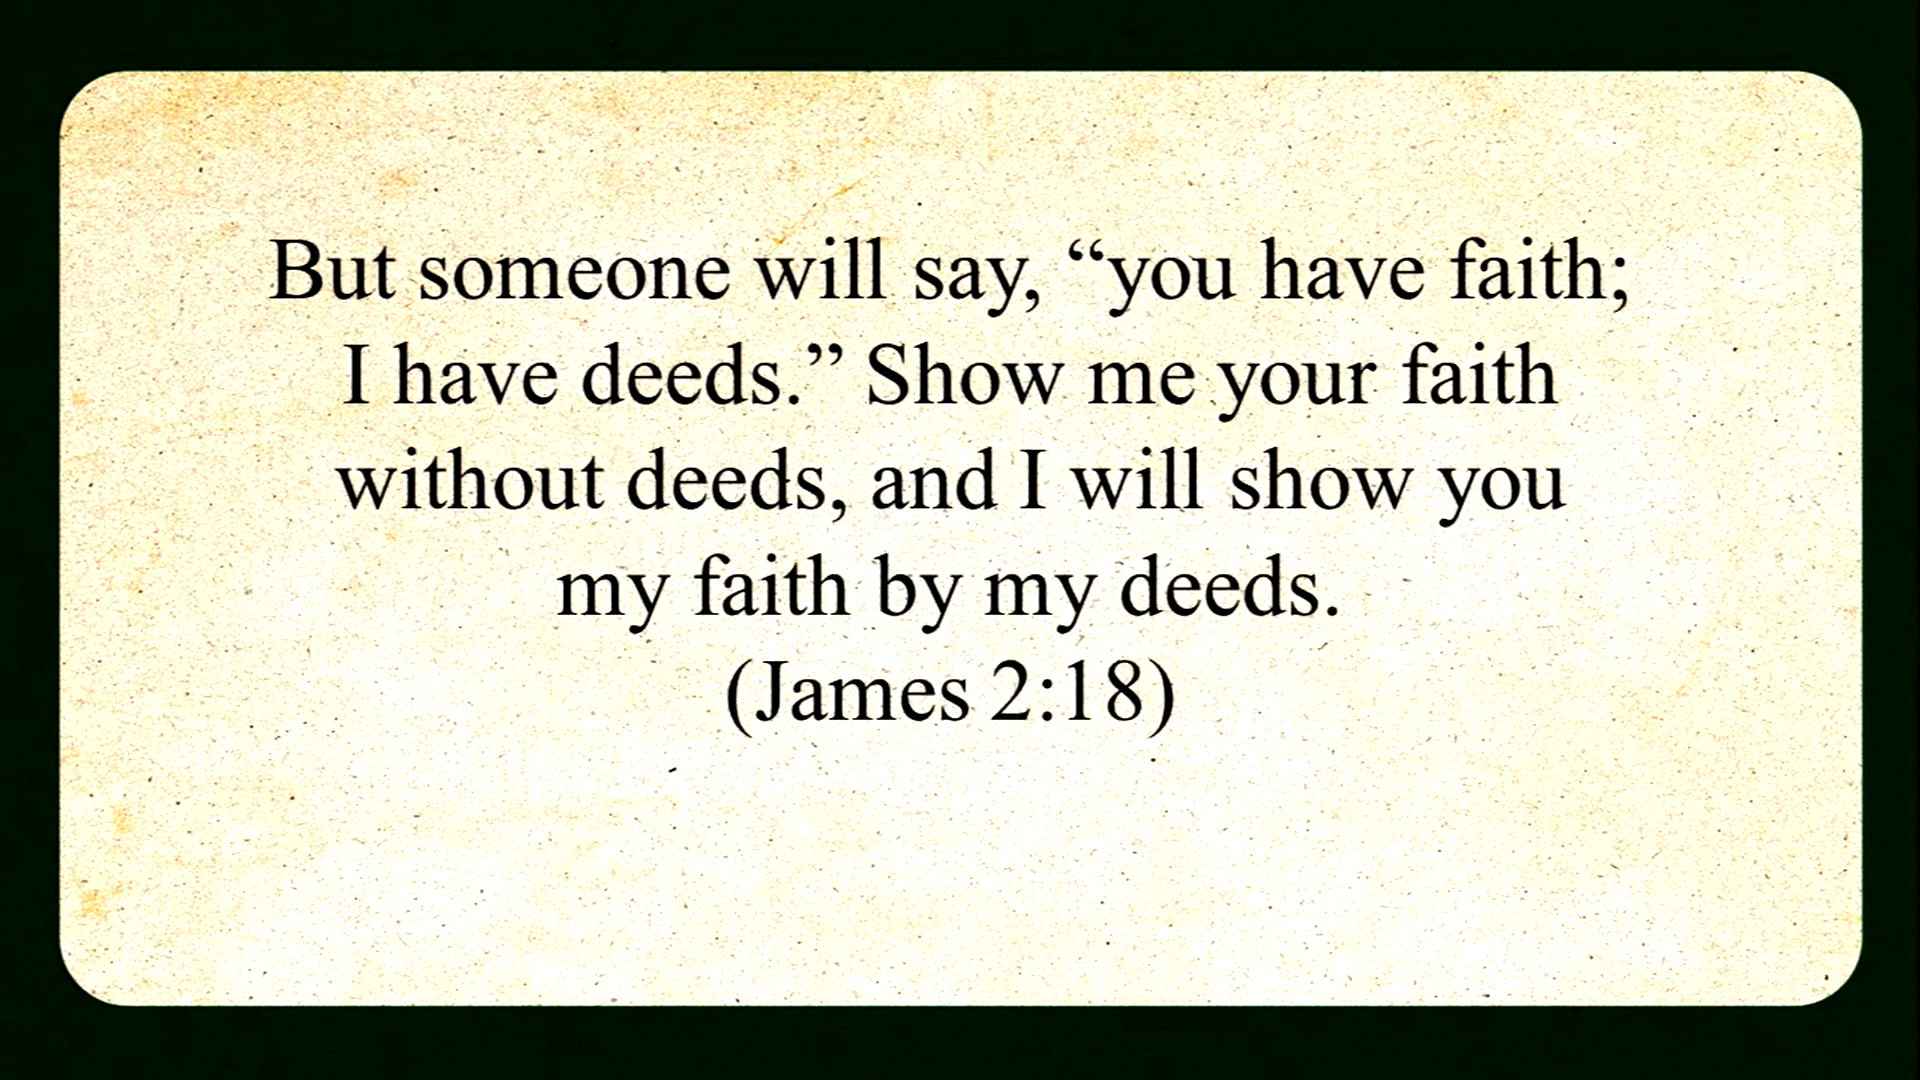 But someone will say, “you have faith;
I have deeds.” Show me your faith
without deeds, and I will show you
my faith by my deeds.
(James 2:18)